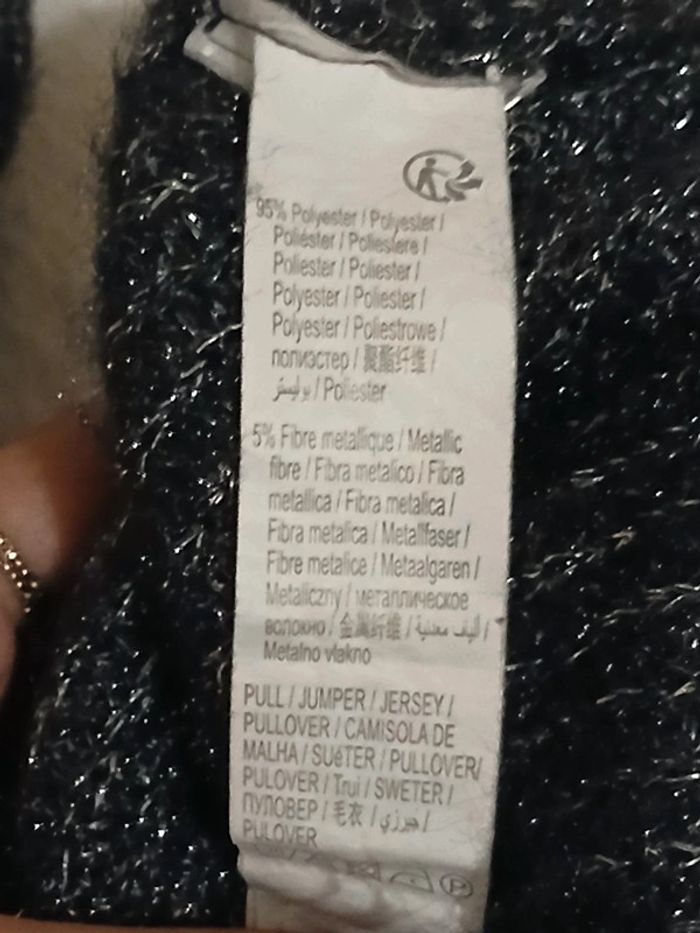 95% Polyester / Polyester /
Poliéster / Poliestere /
Poliester / Poliester /
Polyester / Poliester /
Polyester / Poliestrowe /
полиэстер / 聚酯纤维 /
بوليستر / Poliester
5% Fibre metallique / Metallic
fibre / Fibra metalico / Fibra
metallica / Fibra metalica /
Fibra metalica / Metallfaser /
Fibre metalice / Metaalgaren /
Metaliczny / металлическое
волокно / 金属纤维 / ألياف معدنية /
Metalno vlakno
PULL / JUMPER / JERSEY /
PULLOVER / CAMISOLA DE
MALHA / SUéTER / PULLOVER/
PULOVER / Trui / SWETER /
ПУЛОВЕР / 毛衣 / جيرزي /
PULOVER
P